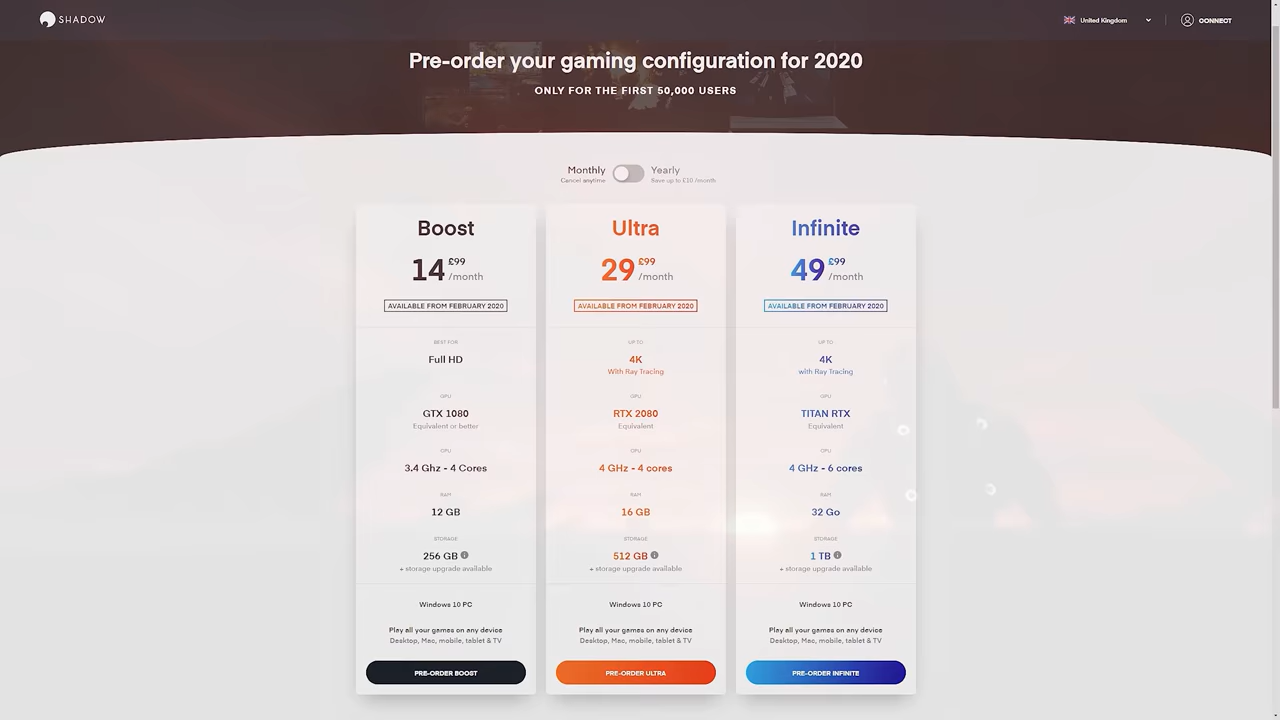 SHADOW
United Kingdom
CONNECT
Pre-order your gaming configuration for 2020
ONLY FOR THE FIRST 50,000 USERS
Monthly
Cancel anytime
Yearly
Save up to £10 /month
Boost
14 £99 /month
AVAILABLE FROM FEBRUARY 2020
BEST FOR
Full HD
GPU
GTX 1080
Equivalent or better
CPU
3.4 Ghz - 4 Cores
RAM
12 GB
STORAGE
256 GB
+ storage upgrade available
Windows 10 PC
Play all your games on any device
Desktop, Mac, mobile, tablet & TV
PRE-ORDER BOOST
Ultra
29 £99 /month
AVAILABLE FROM FEBRUARY 2020
UP TO
4K
With Ray Tracing
GPU
RTX 2080
Equivalent
CPU
4 GHz - 4 cores
RAM
16 GB
STORAGE
512 GB
+ storage upgrade available
Windows 10 PC
Play all your games on any device
Desktop, Mac, mobile, tablet & TV
PRE-ORDER ULTRA
Infinite
49 £99 /month
AVAILABLE FROM FEBRUARY 2020
UP TO
4K
with Ray Tracing
GPU
TITAN RTX
Equivalent
CPU
4 GHz - 6 cores
RAM
32 Go
STORAGE
1 TB
+ storage upgrade available
Windows 10 PC
Play all your games on any device
Desktop, Mac, mobile, tablet & TV
PRE-ORDER INFINITE